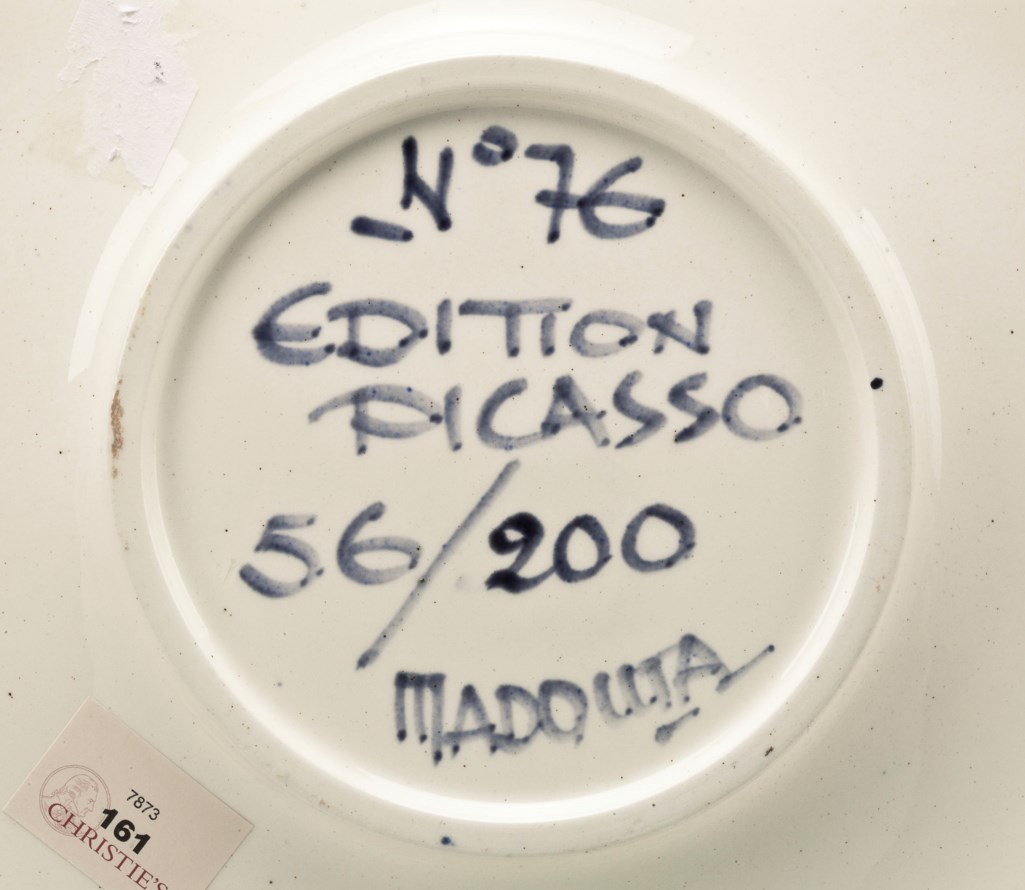 N° 76
EDITION
PICASSO
56/200
MADOURA
7873
161
CHRISTIE'S